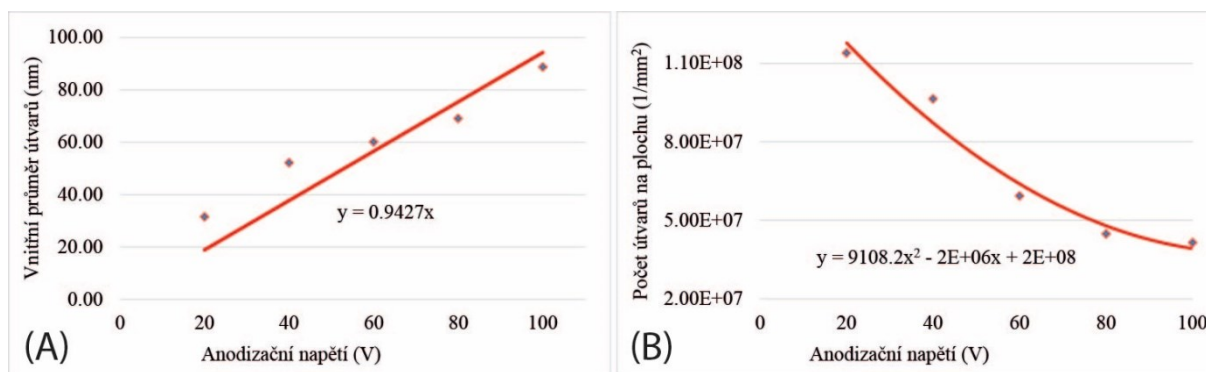 100.00
80.00
60.00
40.00
20.00
0.00
Vnitřní průměr útvarů (nm)
y = 0.9427x
0 20 40 60 80 100
Anodizační napětí (V)
(A)
1.10E+08
8.00E+07
5.00E+07
2.00E+07
Počet útvarů na plochu (1/mm²)
y = 9108.2x² - 2E+06x + 2E+08
0 20 40 60 80 100
Anodizační napětí (V)
(B)